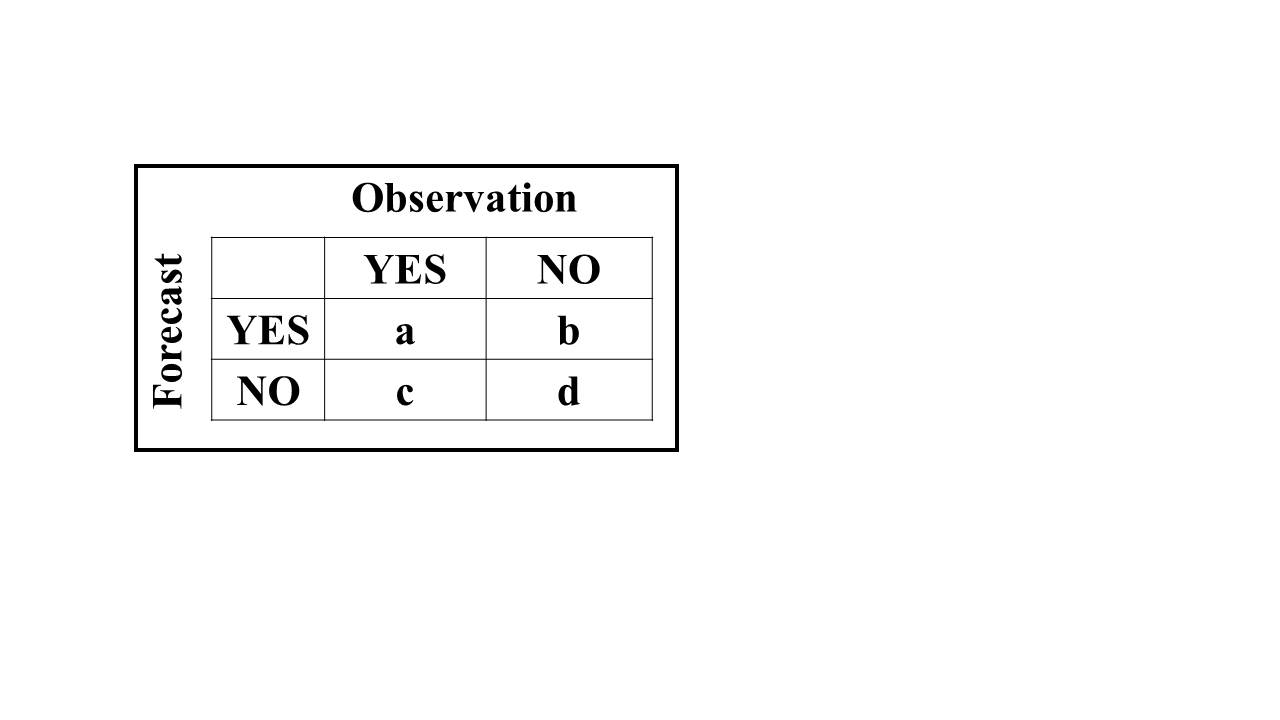 Observation
Forecast
YES NO
YES a b
NO c d